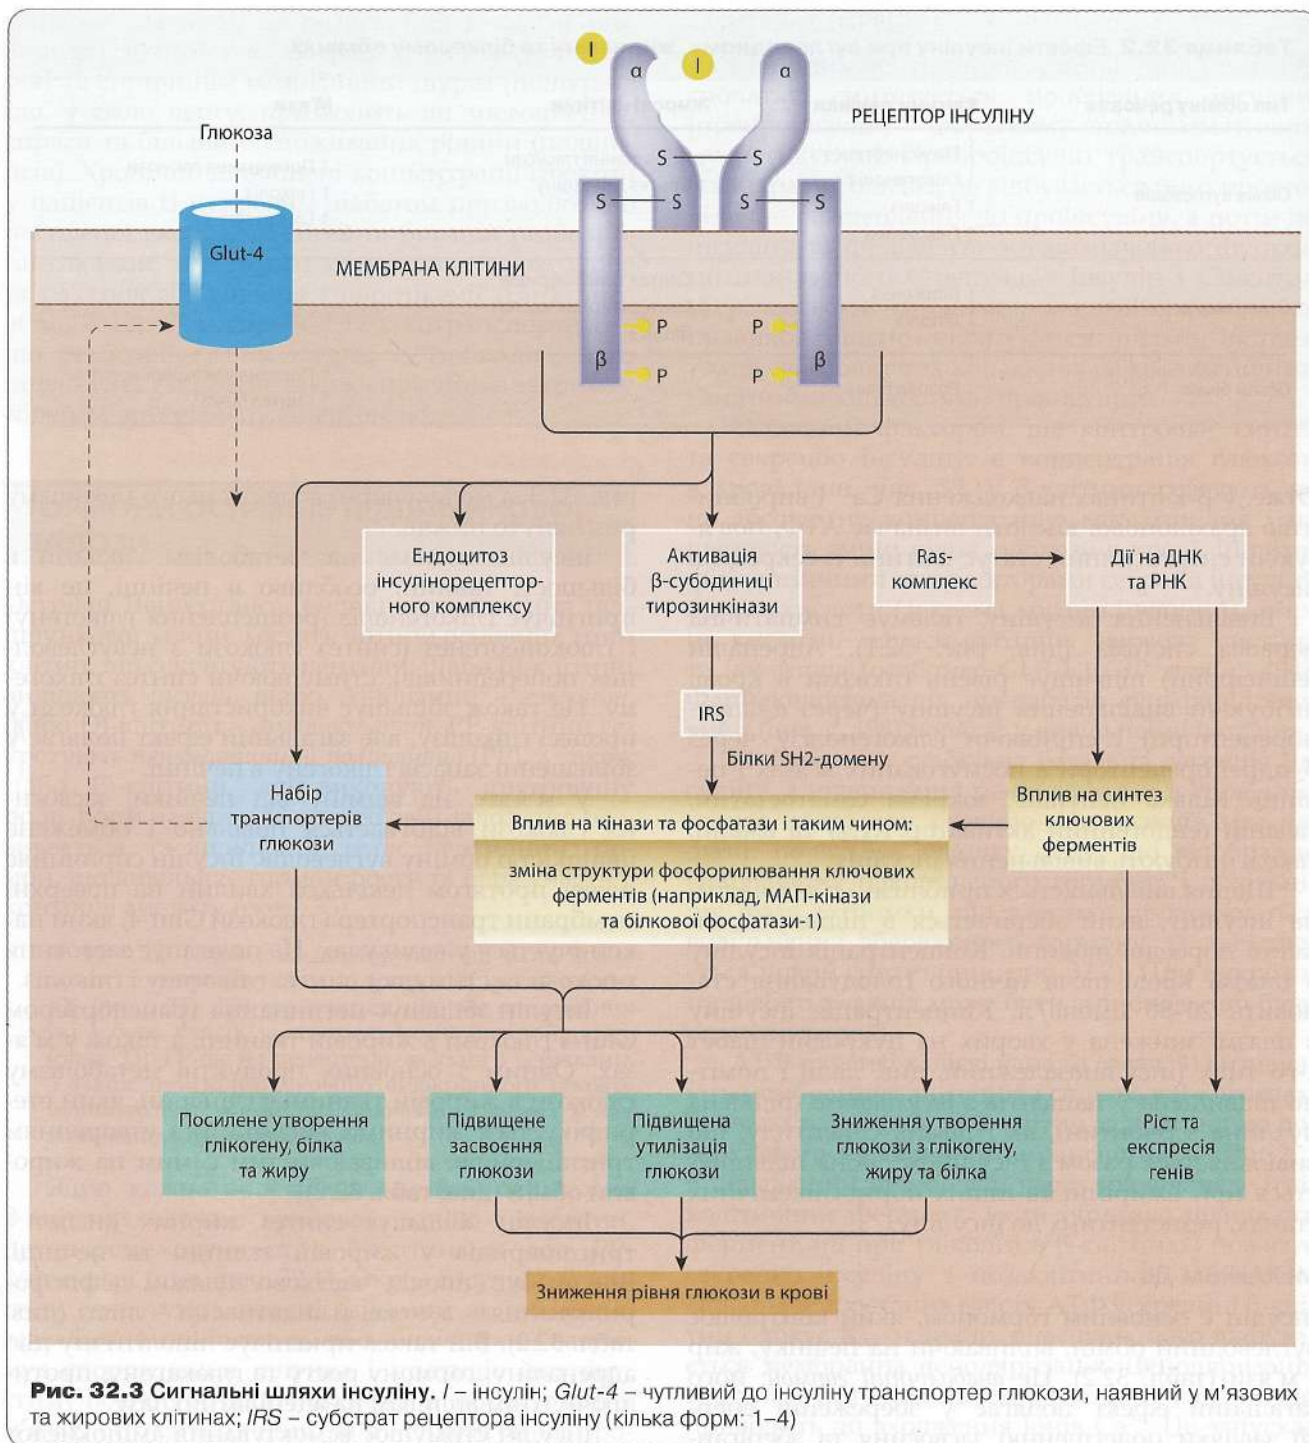 I
I
α
α
Глюкоза
РЕЦЕПТОР ІНСУЛІНУ
S S
S S S S
Glut-4
МЕМБРАНА КЛІТИНИ
P P
β β
P P
Ендоцитоз
інсулінорецептор-
ного комплексу
Активація
β-субодиниці
тирозинкінази
Ras-
комплекс
Дії на ДНК
та РНК
IRS
Білки SH2-домену
Набір
транспортерів
глюкози
Вплив на кінази та фосфатази і таким чином:
зміна структури фосфорилювання ключових
ферментів (наприклад, МАП-кінази
та білкової фосфатази-1)
Вплив на синтез
ключових
ферментів
Посилене утворення
глікогену, білка
та жиру
Підвищене
засвоєння
глюкози
Підвищена
утилізація
глюкози
Зниження утворення
глюкози з глікогену,
жиру та білка
Ріст та
експресія
генів
Зниження рівня глюкози в крові
Рис. 32.3 Сигнальні шляхи інсуліну. I – інсулін; Glut-4 – чутливий до інсуліну транспортер глюкози, наявний у м’язових
та жирових клітинах; IRS – субстрат рецептора інсуліну (кілька форм: 1–4)